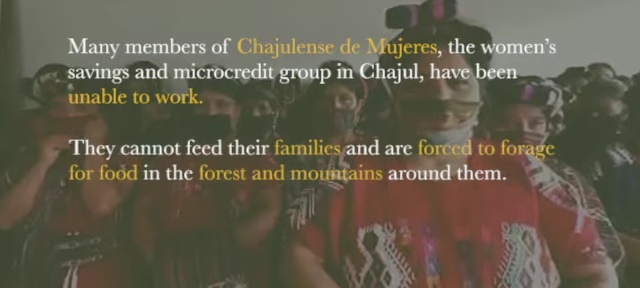 Many members of Chajulense de Mujeres, the women's
savings and microcredit group in Chajul, have been
unable to work.
They cannot feed their families and are forced to forage
for food in the forest and mountains around them.